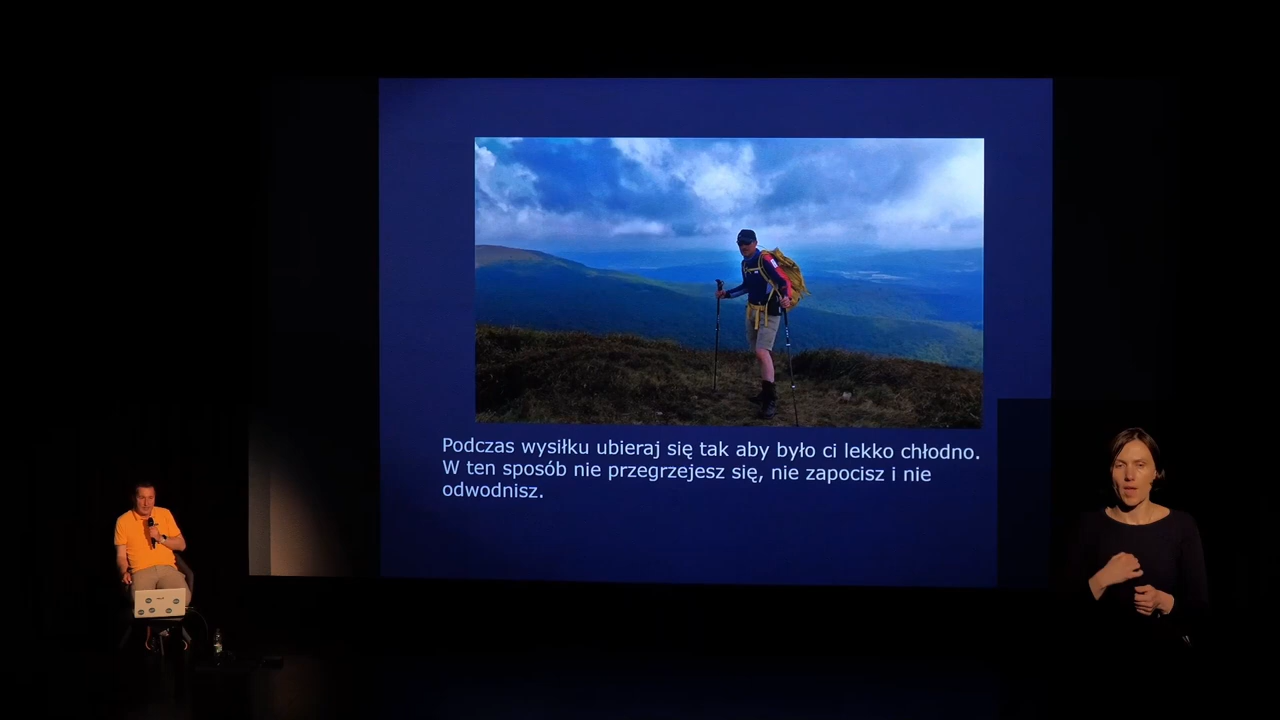 Podczas wysiłku ubieraj się tak aby było ci lekko chłodno.
W ten sposób nie przegrzejesz się, nie zapocisz i nie
odwodnisz.